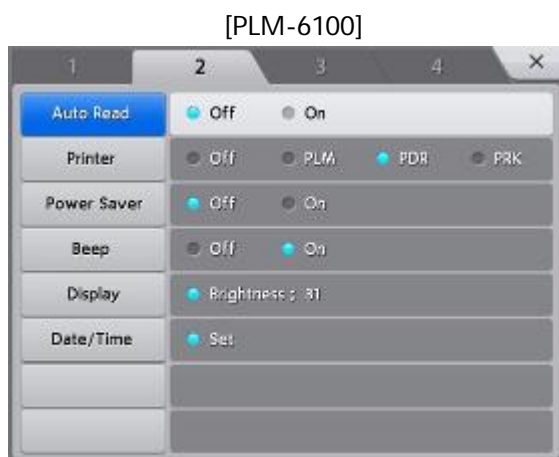 [PLM-6100]
1 2 3 4 ×
Auto Read Off On
Printer Off PLM PDR PRK
Power Saver Off On
Beep Off On
Display Brightness : 31
Date/Time Set